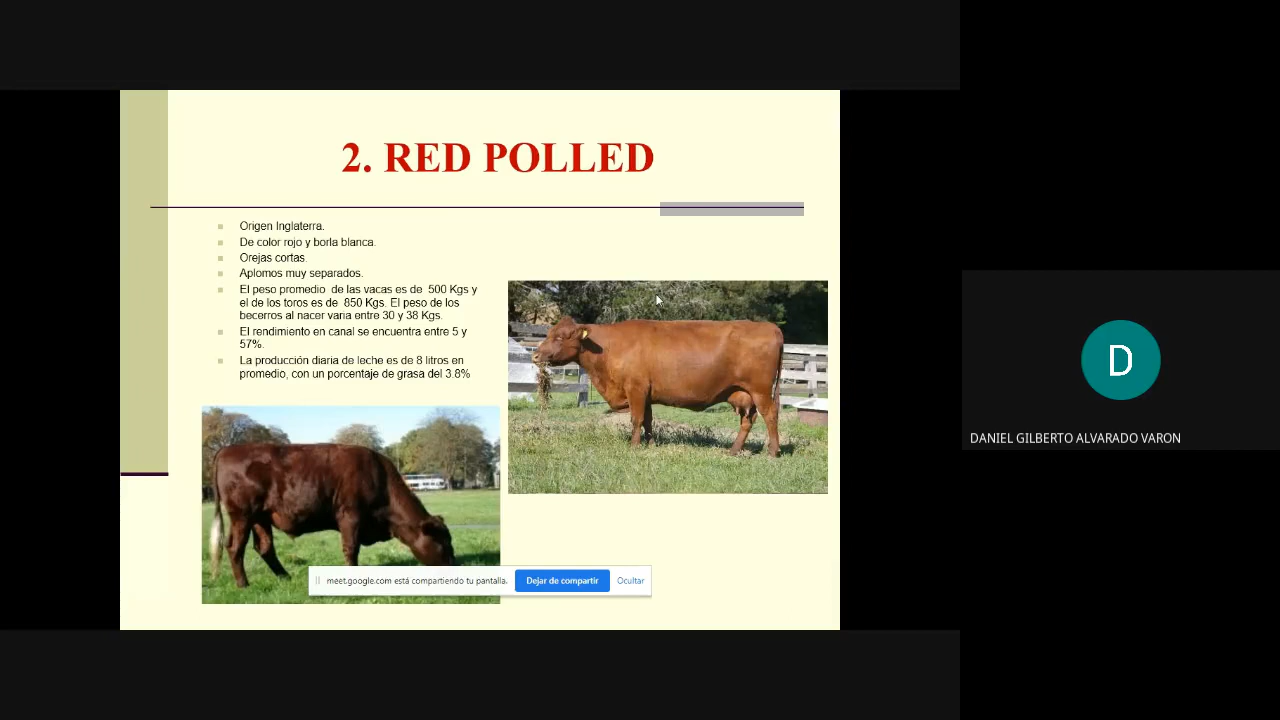 2. RED POLLED
Origen Inglaterra.
De color rojo y borla blanca.
Orejas cortas.
Aplomos muy separados.
El peso promedio de las vacas es de 500 Kgs y
el de los toros es de 850 Kgs. El peso de los
becerros al nacer varia entre 30 y 38 Kgs.
El rendimiento en canal se encuentra entre 5 y
57%.
La producción diaria de leche es de 8 litros en
promedio, con un porcentaje de grasa del 3.8%
meet.google.com está compartiendo tu pantalla. Dejar de compartir Ocultar
D
DANIEL GILBERTO ALVARADO VARON